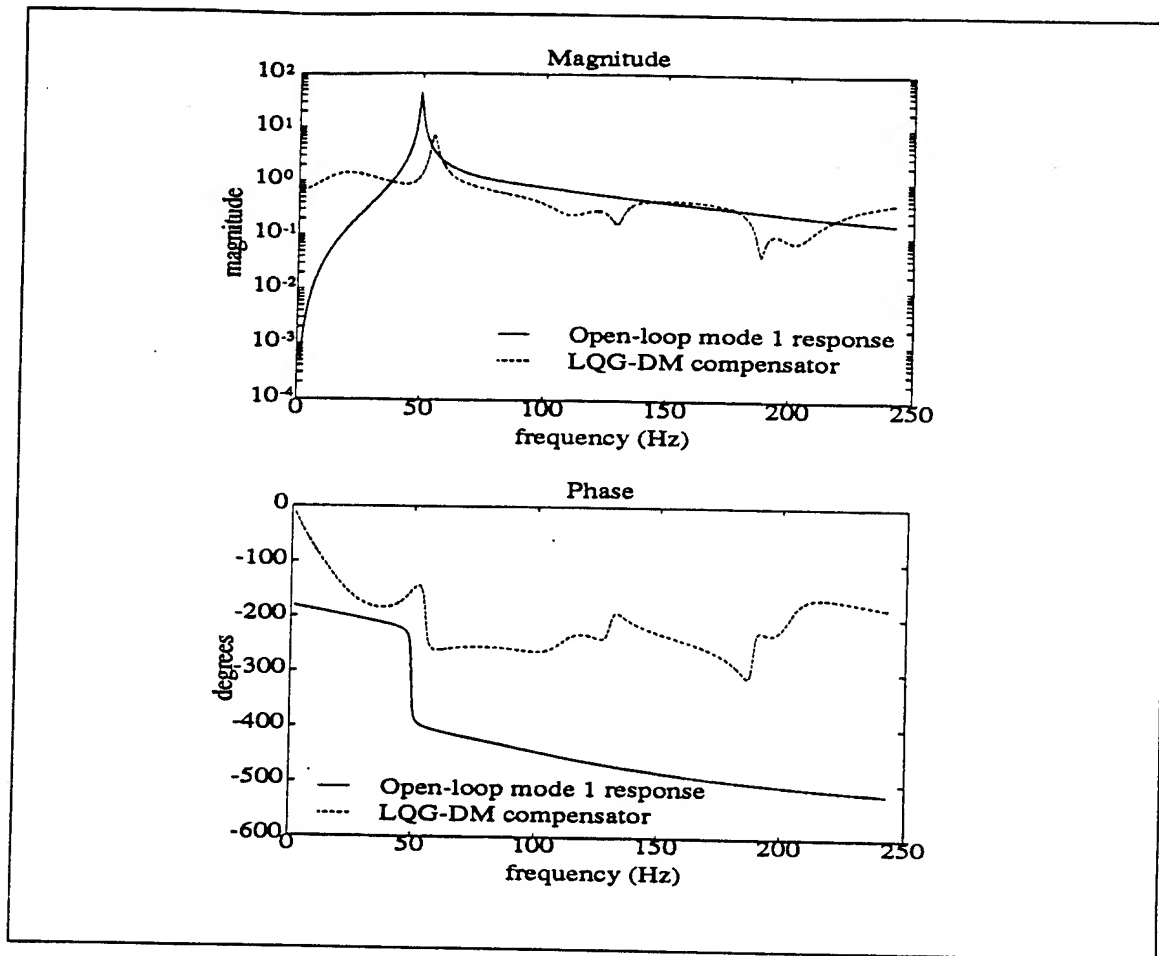 Magnitude
10²
10¹
10⁰
10⁻¹
10⁻²
10⁻³
10⁻⁴
magnitude
Open-loop mode 1 response
LQG-DM compensator
0 50 100 150 200 250
frequency (Hz)
Phase
0
-100
-200
-300
-400
-500
-600
degrees
Open-loop mode 1 response
LQG-DM compensator
0 50 100 150 200 250
frequency (Hz)